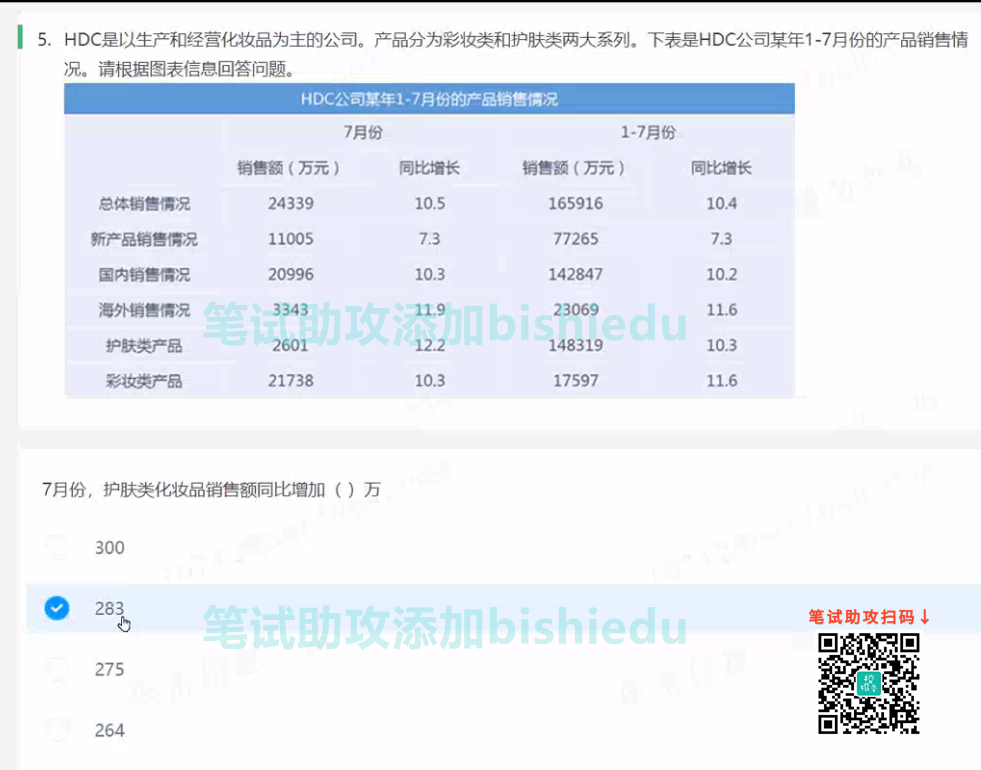 5. HDC是以生产和经营化妆品为主的公司。产品分为彩妆类和护肤类两大系列。下表是HDC公司某年1-7月份的产品销售情
况。请根据图表信息回答问题。
HDC公司某年1-7月份的产品销售情况
7月份 1-7月份
销售额（万元） 同比增长 销售额（万元） 同比增长
总体销售情况 24339 10.5 165916 10.4
新产品销售情况 11005 7.3 77265 7.3
国内销售情况 20996 10.3 142847 10.2
海外销售情况 3343 11.9 23069 11.6
笔试助攻添加bishiedu
护肤类产品 2601 12.2 148319 10.3
彩妆类产品 21738 10.3 17597 11.6
7月份，护肤类化妆品销售额同比增加（ ）万
300
283
笔试助攻添加bishiedu
笔试助攻扫码↓
275
264